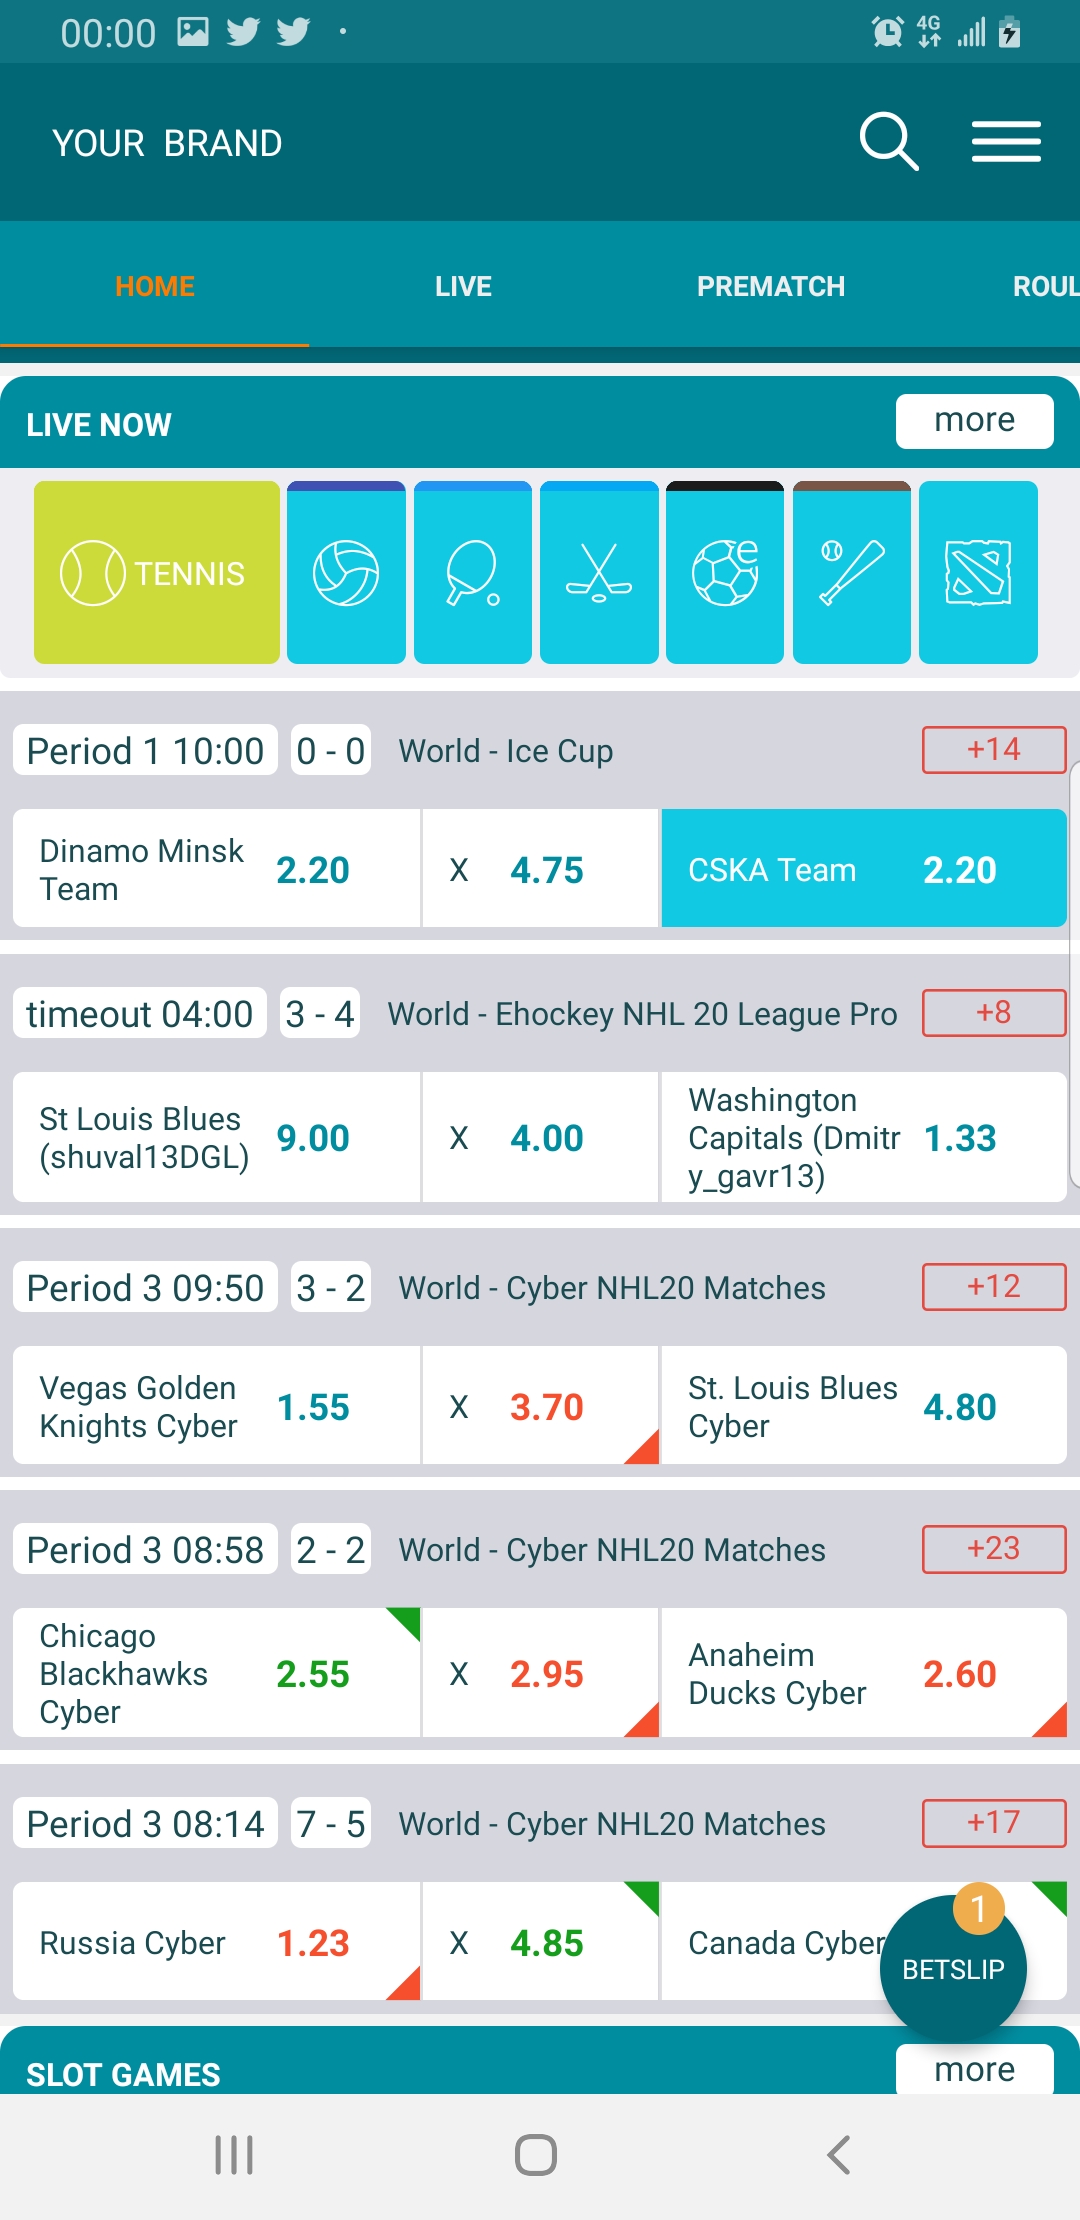 00:00
4G
YOUR BRAND
HOME LIVE PREMATCH ROUL
LIVE NOW more
TENNIS
e
Period 1 10:00 0 - 0 World - Ice Cup +14
Dinamo Minsk
Team
2.20 X 4.75 CSKA Team 2.20
timeout 04:00 3 - 4 World - Ehockey NHL 20 League Pro +8
St Louis Blues
(shuval13DGL)
9.00 X 4.00
Washington
Capitals (Dmitr
y_gavr13)
1.33
Period 3 09:50 3 - 2 World - Cyber NHL20 Matches +12
Vegas Golden
Knights Cyber
1.55 X 3.70
St. Louis Blues
Cyber
4.80
Period 3 08:58 2 - 2 World - Cyber NHL20 Matches +23
Chicago
Blackhawks
Cyber
2.55 X 2.95
Anaheim
Ducks Cyber
2.60
Period 3 08:14 7 - 5 World - Cyber NHL20 Matches +17
Russia Cyber 1.23 X 4.85 Canada Cyber
1
BETSLIP
SLOT GAMES more